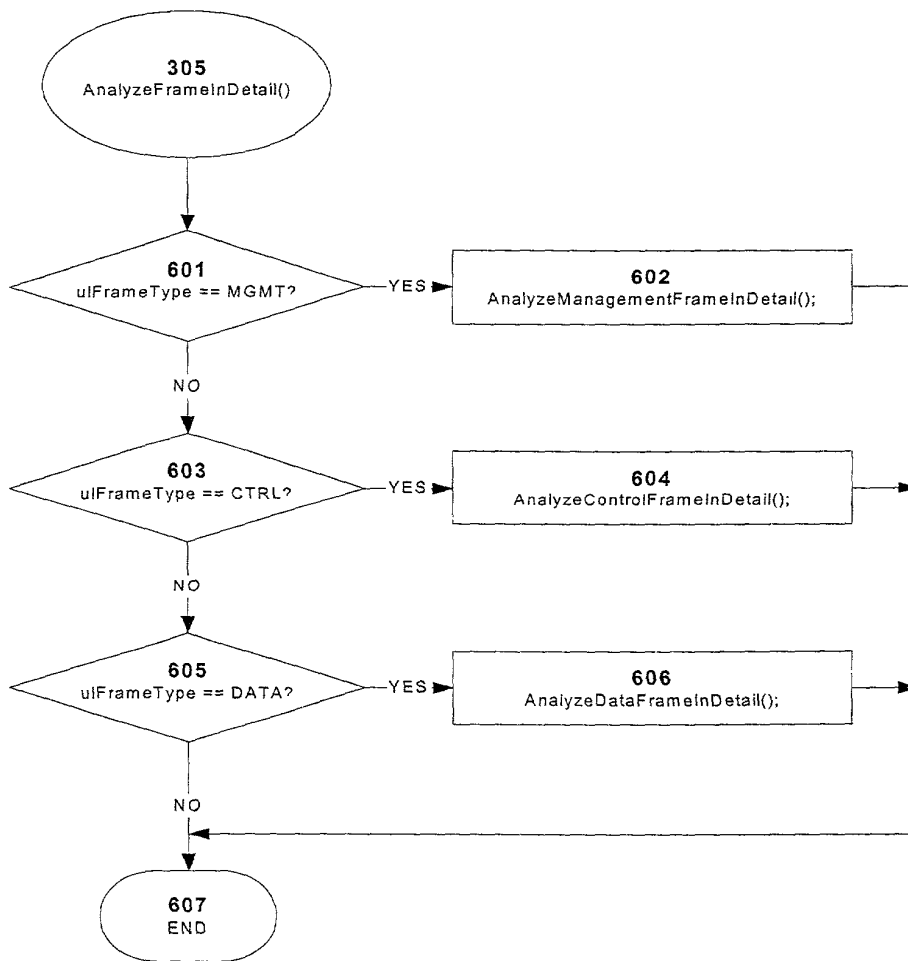 305
AnalyzeFrameInDetail()
601
ulFrameType == MGMT?
YES
602
AnalyzeManagementFrameInDetail();
NO
603
ulFrameType == CTRL?
YES
604
AnalyzeControlFrameInDetail();
NO
605
ulFrameType == DATA?
YES
606
AnalyzeDataFrameInDetail();
NO
607
END